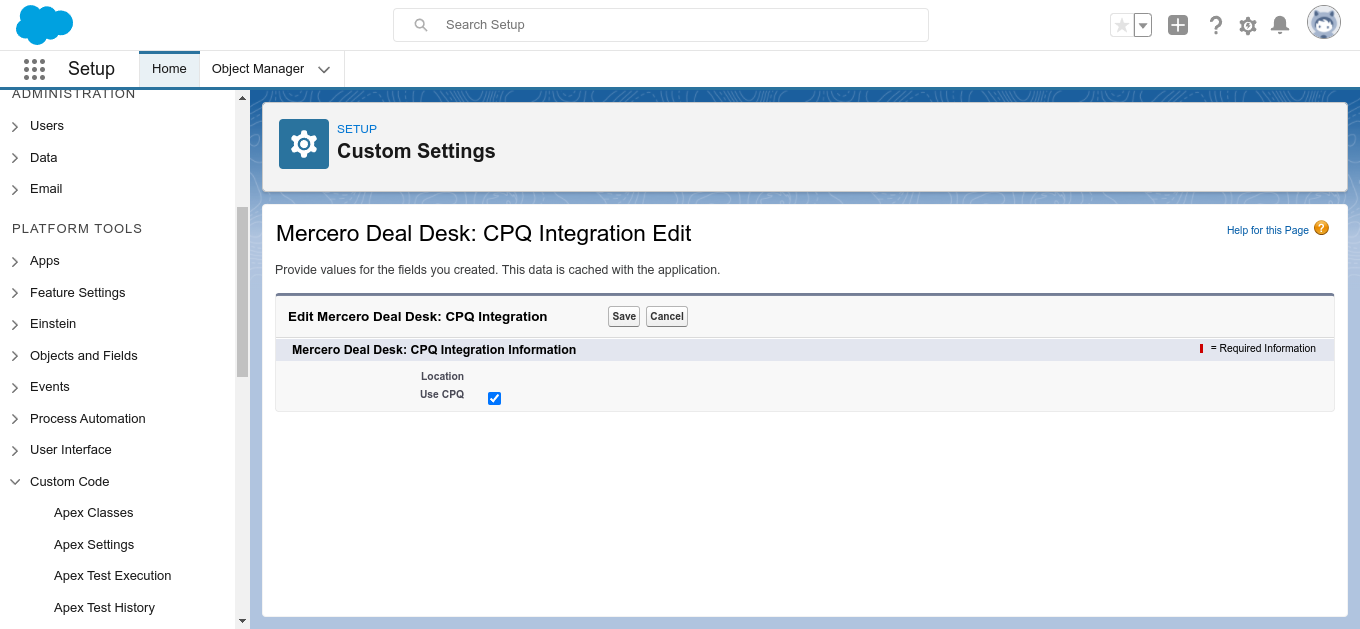 Search Setup
Setup
Home
Object Manager
ADMINISTRATION
Users
Data
Email
PLATFORM TOOLS
Apps
Feature Settings
Einstein
Objects and Fields
Events
Process Automation
User Interface
Custom Code
Apex Classes
Apex Settings
Apex Test Execution
Apex Test History
SETUP
Custom Settings
Mercero Deal Desk: CPQ Integration Edit
Help for this Page ?
Provide values for the fields you created. This data is cached with the application.
Edit Mercero Deal Desk: CPQ Integration
Save
Cancel
Mercero Deal Desk: CPQ Integration Information
= Required Information
Location
Use CPQ